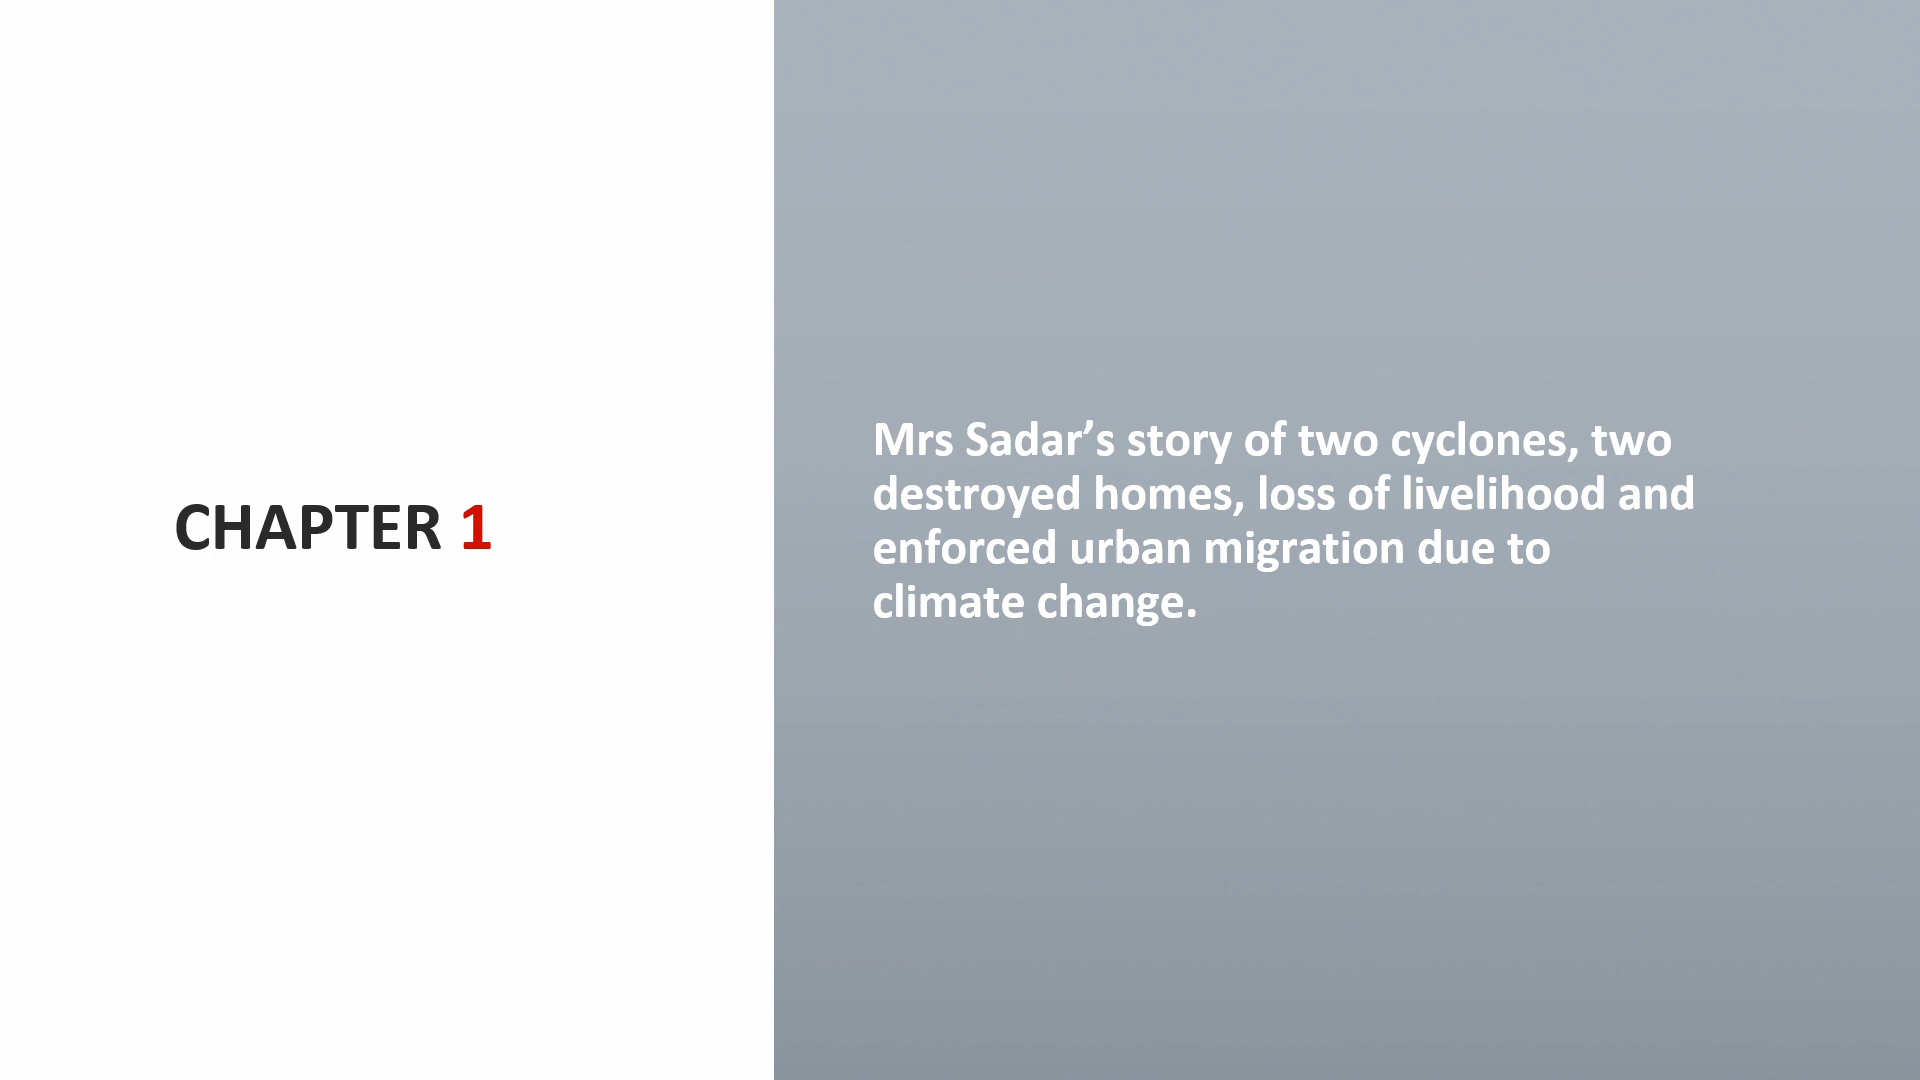 CHAPTER 1
Mrs Sadar’s story of two cyclones, two
destroyed homes, loss of livelihood and
enforced urban migration due to
climate change.